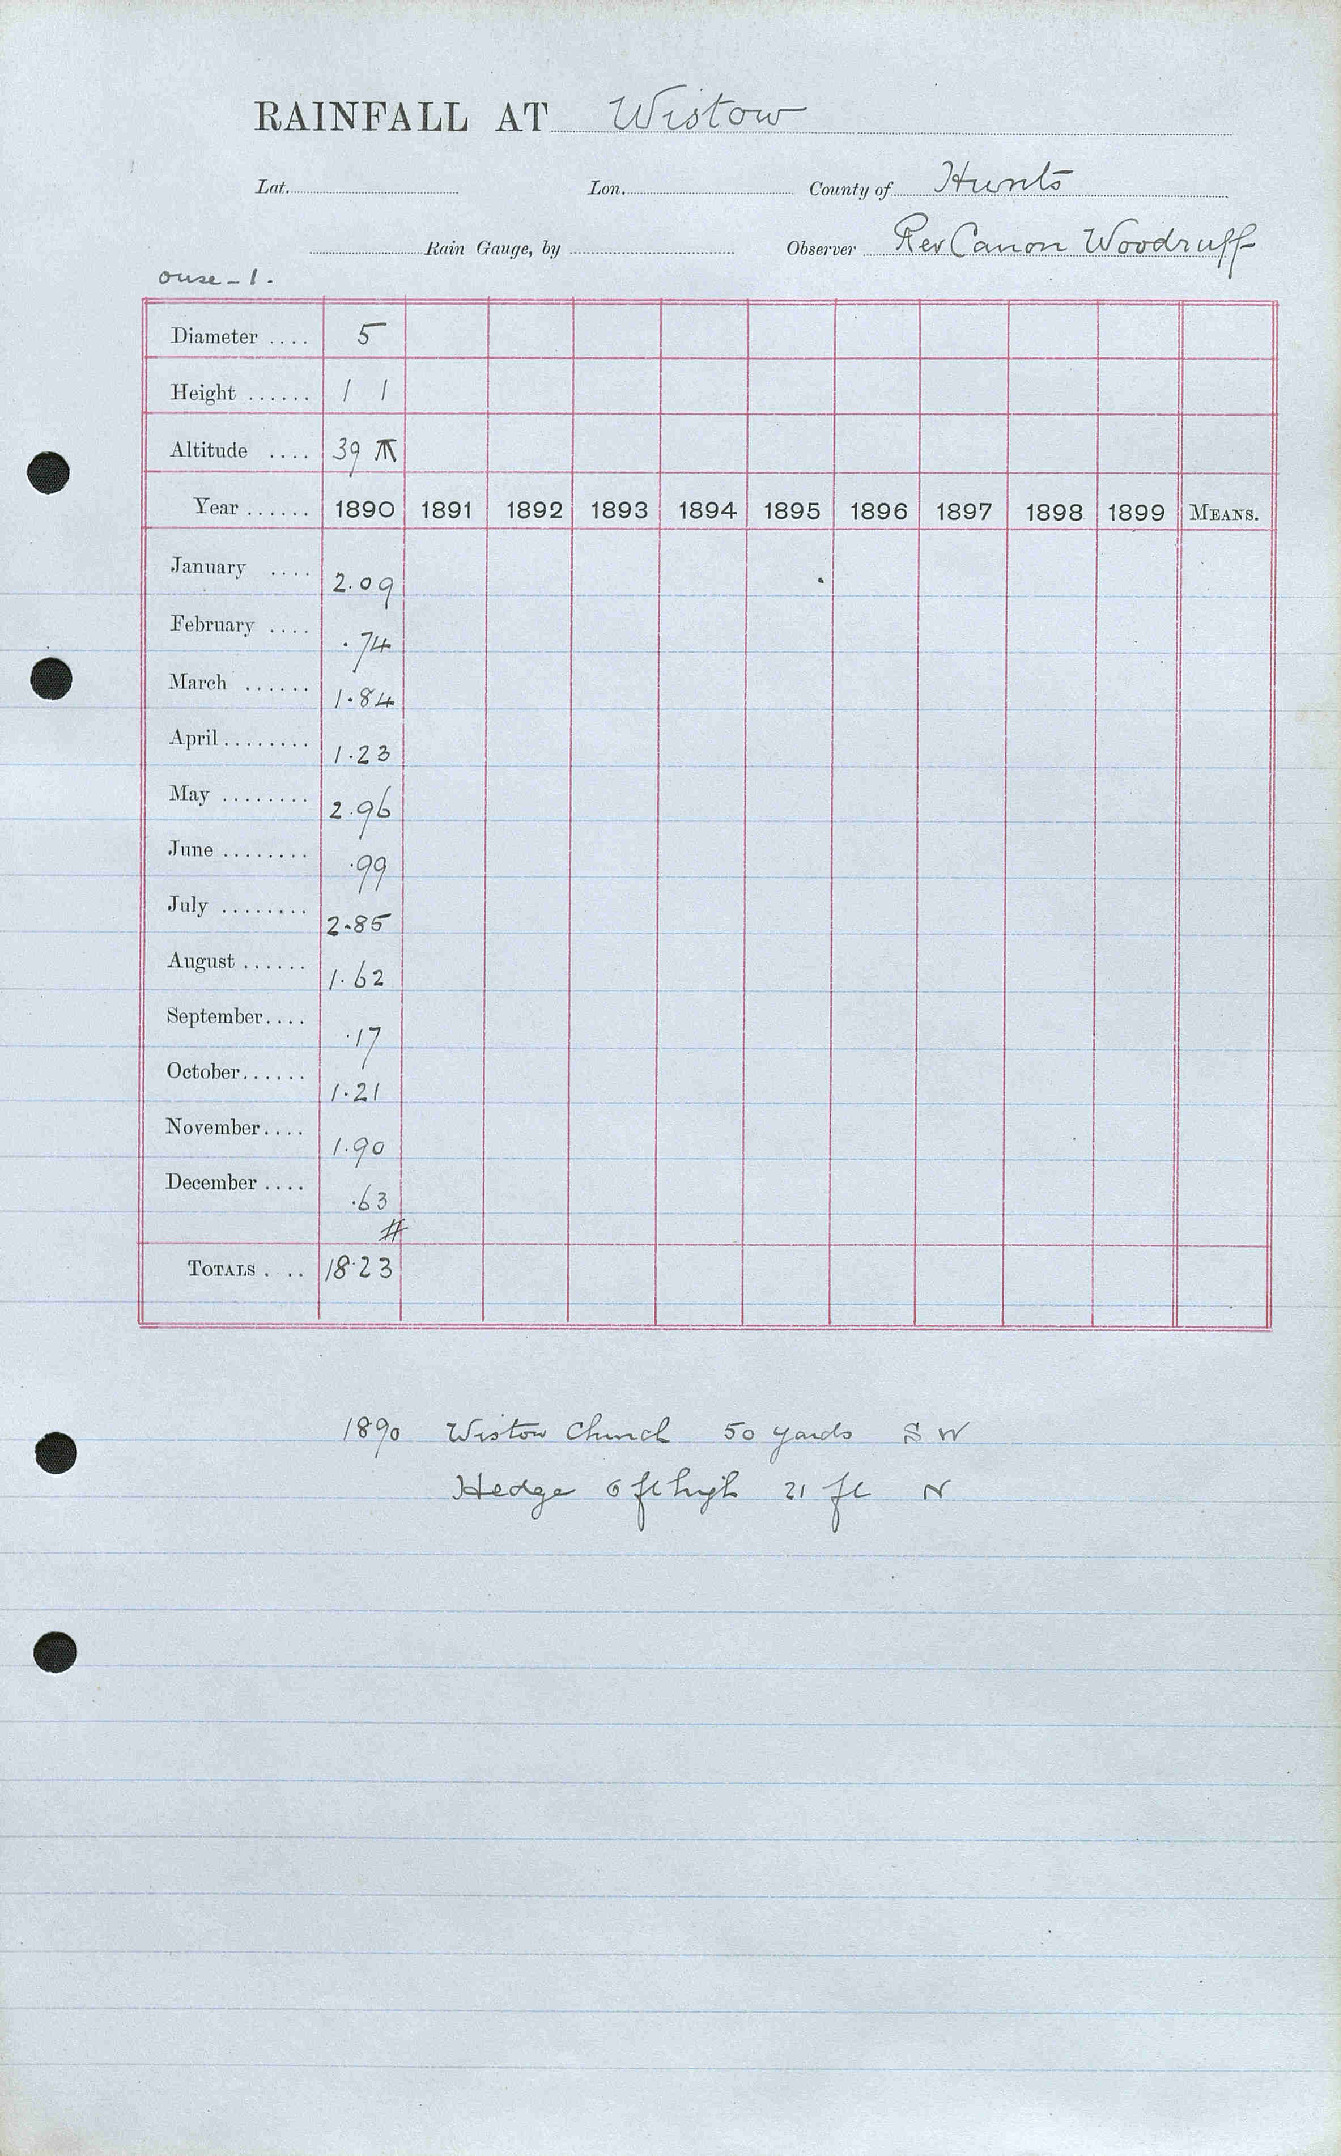 RAINFALL AT Wistow
Lat. Lon. County of Hunts
Rain Gauge, by Observer Rev Canon Woodruff
Ouse - 1.
Diameter .... 5
Height ...... 1 1
Altitude .... 39
Year ...... 1890 1891 1892 1893 1894 1895 1896 1897 1898 1899 MEANS.
January .... 2.09
February .... .74
March ...... 1.84
April ........ 1.23
May ........ 2.96
June ........ .99
July ........ 2.85
August ...... 1.62
September.... .17
October...... 1.21
November.... 1.90
December .... .63
#
TOTALS . .. 18.23
1890 Wistow Church 50 yards S W
Hedge 6 ft high 21 ft N